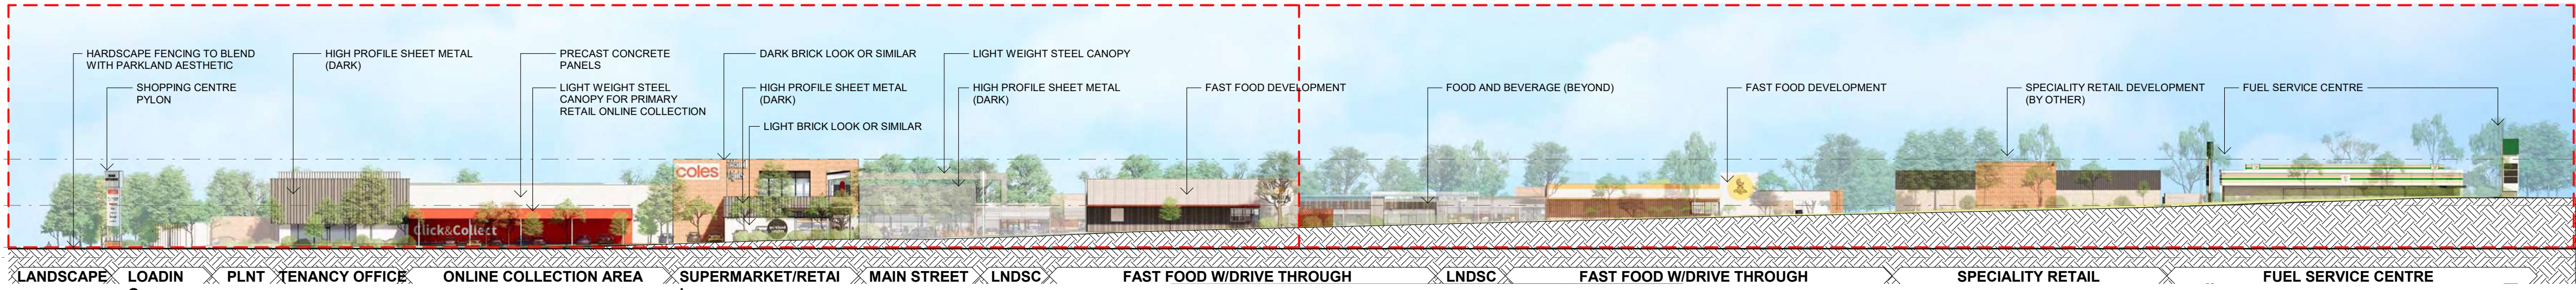 HARDSCAPE FENCING TO BLEND
WITH PARKLAND AESTHETIC
SHOPPING CENTRE
PYLON
HIGH PROFILE SHEET METAL
(DARK)
PRECAST CONCRETE
PANELS
LIGHT WEIGHT STEEL
CANOPY FOR PRIMARY
RETAIL ONLINE COLLECTION
DARK BRICK LOOK OR SIMILAR
HIGH PROFILE SHEET METAL
(DARK)
LIGHT BRICK LOOK OR SIMILAR
LIGHT WEIGHT STEEL CANOPY
HIGH PROFILE SHEET METAL
(DARK)
FAST FOOD DEVELOPMENT
FOOD AND BEVERAGE (BEYOND)
FAST FOOD DEVELOPMENT
SPECIALITY RETAIL DEVELOPMENT
(BY OTHER)
FUEL SERVICE CENTRE
coles
Click&Collect
LANDSCAPE
LOADIN
PLNT
TENANCY OFFICE
ONLINE COLLECTION AREA
SUPERMARKET/RETAI
MAIN STREET
LNDSC
FAST FOOD W/DRIVE THROUGH
LNDSC
FAST FOOD W/DRIVE THROUGH
SPECIALITY RETAIL
FUEL SERVICE CENTRE